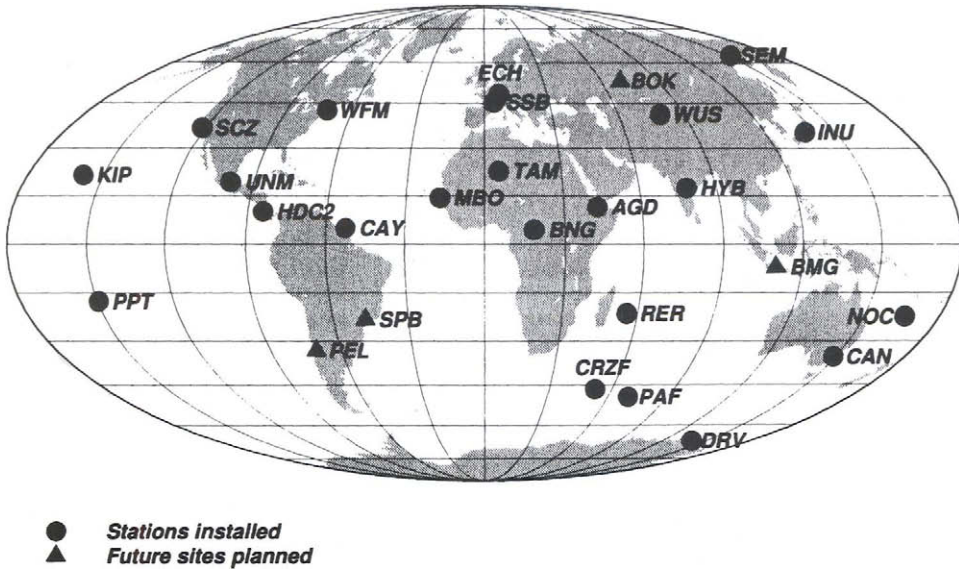 SEM
ECH
BOK
SSB
WFM
WUS
SCZ
INU
KIP
TAM
UNM
HYB
MBO
HDC2
AGD
CAY
BNG
BMG
PPT
RER
SPB
NOC
PEL
CAN
CRZF
PAF
DRV
Stations installed
Future sites planned